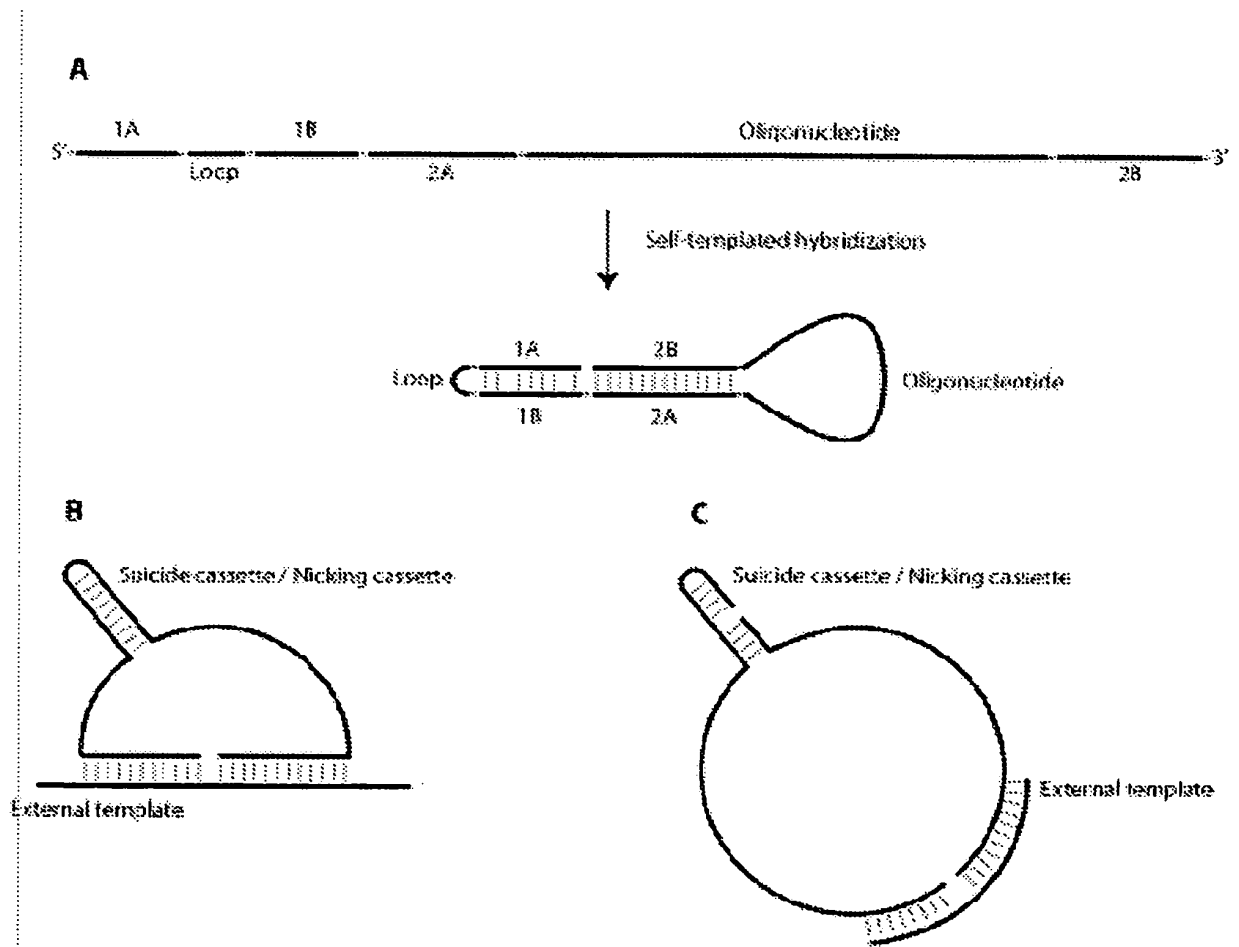 A
1A 1B Oligonucleotide
5' 3'
Loop 2A 2B
Self-templated hybridization
1A 2B
Loop Oligonucleotide
1B 2A
B C
Suicide cassette / Nicking cassette
Suicide cassette / Nicking cassette
External template
External template